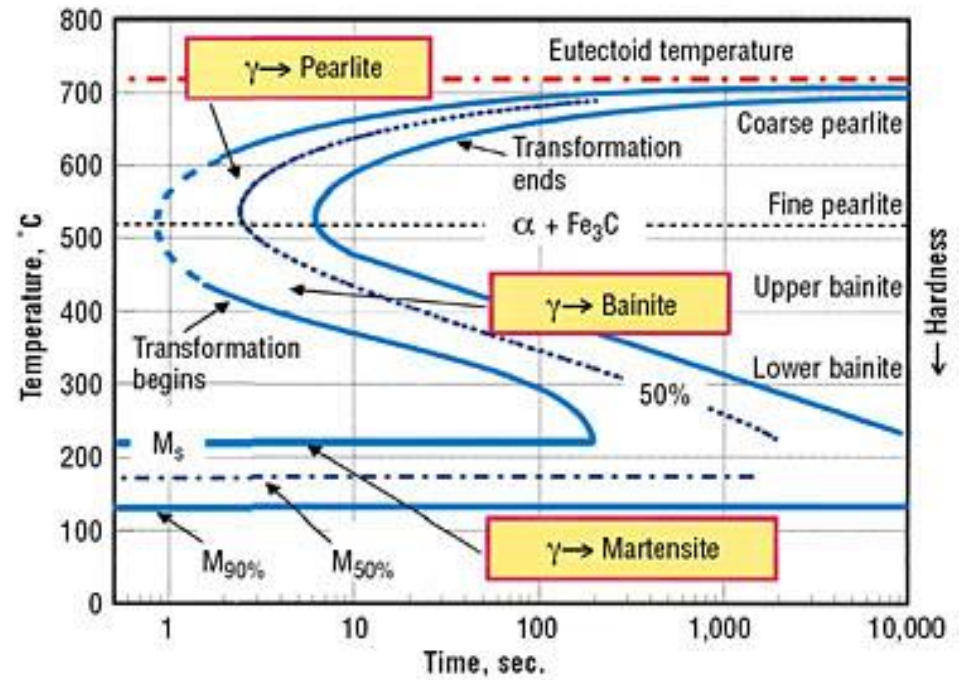 800
700
600
500
400
300
200
100
0
Temperature, ˚C
1
10
100
1,000
10,000
Time, sec.
Eutectoid temperature
γ→ Pearlite
Coarse pearlite
Transformation
ends
Fine pearlite
α + Fe₃C
Upper bainite
γ→ Bainite
Transformation
begins
Lower bainite
50%
Mₛ
γ→ Martensite
M₉₀%
M₅₀%
← Hardness